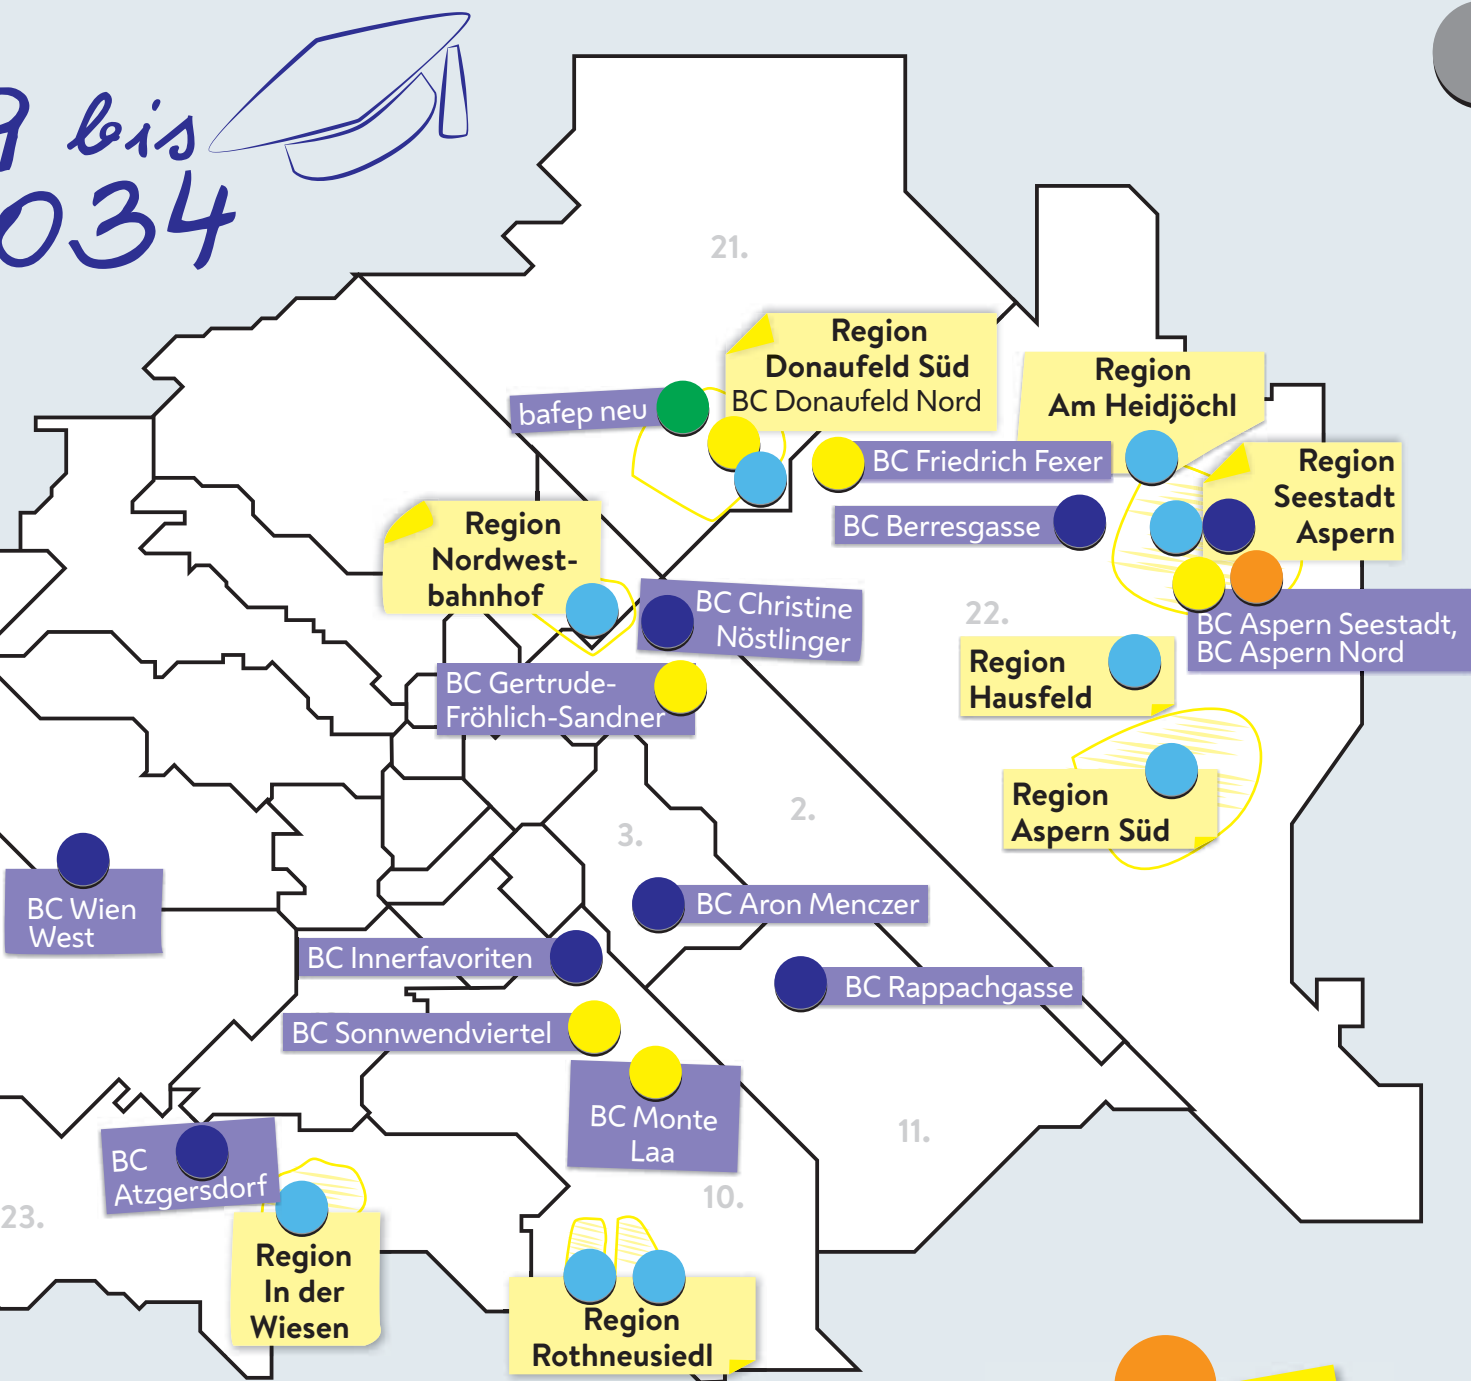 9 bis
034
21.
Region
Donaufeld Süd
BC Donaufeld Nord
bafep neu
Region
Am Heidjöchl
BC Friedrich Fexer
Region
Seestadt
Aspern
BC Berresgasse
Region
Nordwest-
bahnhof
BC Christine
Nöstlinger
22.
BC Aspern Seestadt,
BC Aspern Nord
Region
Hausfeld
BC Gertrude-
Fröhlich-Sandner
Region
Aspern Süd
2.
3.
BC Wien
West
BC Aron Menczer
BC Innerfavoriten
BC Rappachgasse
BC Sonnwendviertel
BC Monte
Laa
11.
BC
Atzgersdorf
10.
23.
Region
In der
Wiesen
Region
Rothneusiedl